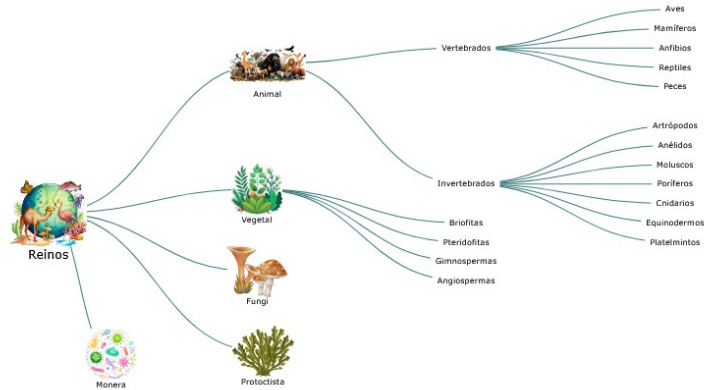 Reinos
Animal
Vertebrados
Aves
Mamíferos
Anfibios
Reptiles
Peces
Invertebrados
Artrópodos
Anélidos
Moluscos
Poríferos
Cnidarios
Equinodermos
Platelmintos
Vegetal
Briofitas
Pteridofitas
Gimnospermas
Angiospermas
Fungi
Protoctista
Monera